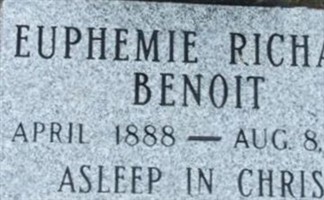 EUPHEMIE RICHA
BENOIT
APRIL 1888 — AUG. 8,
ASLEEP IN CHRIS